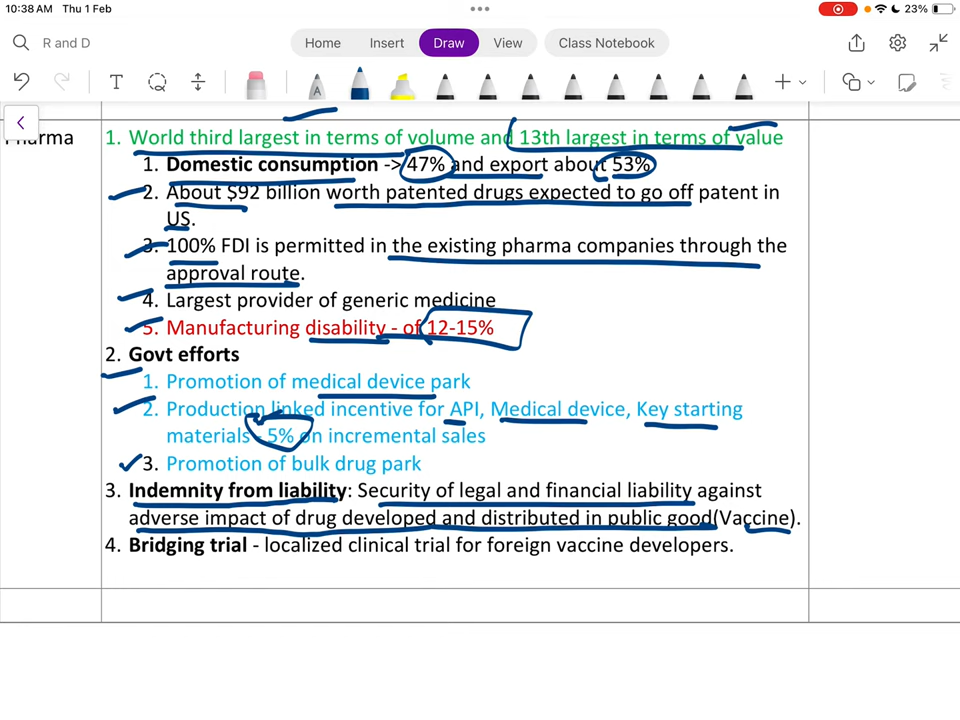 10:38 AM Thu 1 Feb 23%
R and D Home Insert Draw View Class Notebook
T A
Pharma 1. World third largest in terms of volume and 13th largest in terms of value
1. Domestic consumption -> 47% and export about 53%
2. About $92 billion worth patented drugs expected to go off patent in
US.
3. 100% FDI is permitted in the existing pharma companies through the
approval route.
4. Largest provider of generic medicine
5. Manufacturing disability - of 12-15%
2. Govt efforts
1. Promotion of medical device park
2. Production linked incentive for API, Medical device, Key starting
materials - 5% on incremental sales
3. Promotion of bulk drug park
3. Indemnity from liability: Security of legal and financial liability against
adverse impact of drug developed and distributed in public good(Vaccine).
4. Bridging trial - localized clinical trial for foreign vaccine developers.